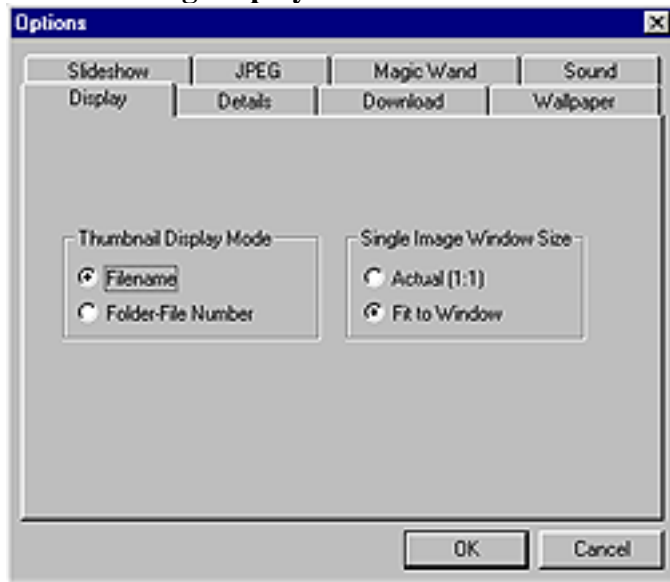 Options
Slideshow JPEG Magic Wand Sound
Display Details Download Wallpaper
Thumbnail Display Mode Single Image Window Size
Filename Actual (1:1)
Folder-File Number Fit to Window
OK Cancel